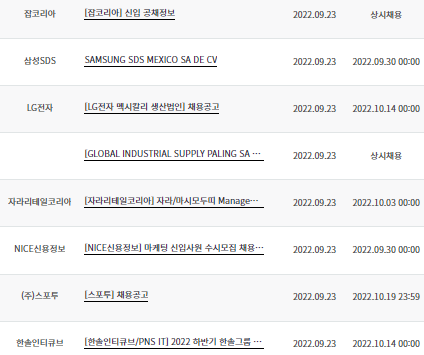 잡코리아 [잡코리아] 신입 공채정보 2022.09.23 상시채용
삼성SDS SAMSUNG SDS MEXICO SA DE CV 2022.09.23 2022.09.30 00:00
LG전자 [LG전자 멕시칼리 생산법인] 채용공고 2022.09.23 2022.10.14 00:00
[GLOBAL INDUSTRIAL SUPPLY PALING SA ··· 2022.09.23 상시채용
자라리테일코리아 [자라리테일코리아] 자라/마시모두띠 Manage··· 2022.09.23 2022.10.03 00:00
NICE신용정보 [NICE신용정보] 마케팅 신입사원 수시모집 채용··· 2022.09.23 2022.09.30 00:00
(주)스포투 [스포투] 채용공고 2022.09.23 2022.10.19 23:59
한솔인티큐브 [한솔인티큐브/PNS IT] 2022 하반기 한솔그룹 ··· 2022.09.23 2022.10.14 00:00